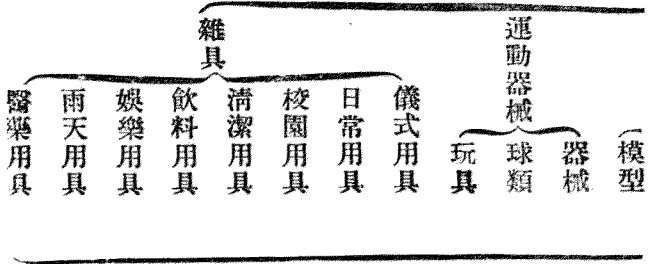 模型
運動器械
器械
球類
玩具
雜具
儀式用具
日常用具
校園用具
清潔用具
飲料用具
娛樂用具
雨天用具
醫藥用具